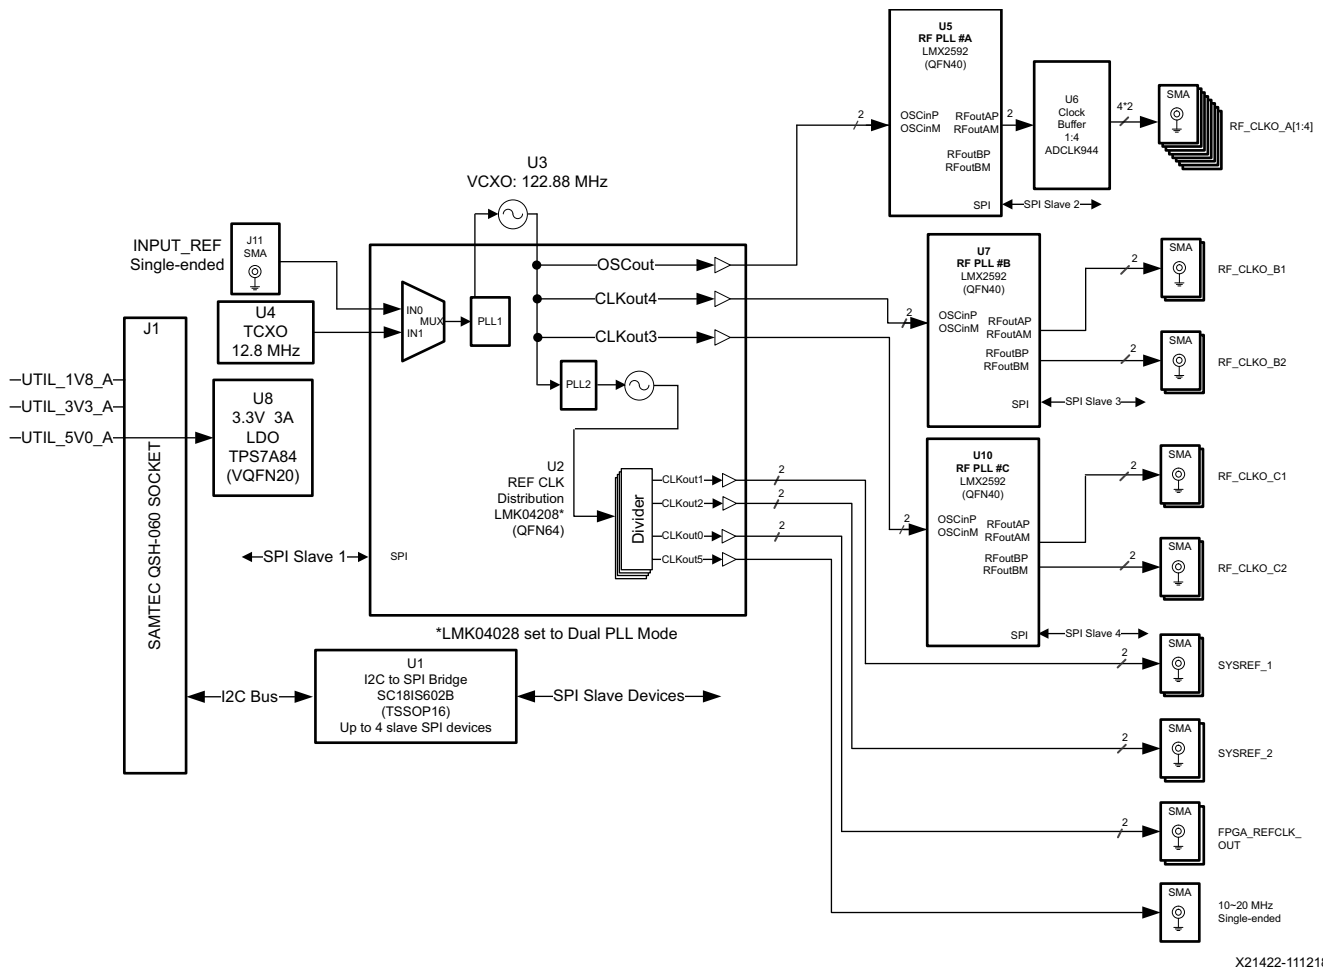 U5
RF PLL #A
LMX2592
(QFN40)
OSCinP
OSCinM
RFoutAP
RFoutAM
RFoutBP
RFoutBM
SPI
SPI Slave 2
2
2
U6
Clock
Buffer
1:4
ADCLK944
4*2
SMA
RF_CLKO_A[1:4]
U3
VCXO: 122.88 MHz
INPUT_REF
Single-ended
J11
SMA
U4
TCXO
12.8 MHz
J1
SAMTEC QSH-060 SOCKET
UTIL_1V8_A
UTIL_3V3_A
UTIL_5V0_A
U8
3.3V 3A
LDO
TPS7A84
(VQFN20)
IN0
MUX
IN1
PLL1
OSCout
CLKout4
CLKout3
PLL2
U2
REF CLK
Distribution
LMK04208*
(QFN64)
Divider
CLKout1
CLKout2
CLKout0
CLKout5
2
2
2
SPI Slave 1
SPI
*LMK04028 set to Dual PLL Mode
I2C Bus
U1
I2C to SPI Bridge
SC18IS602B
(TSSOP16)
Up to 4 slave SPI devices
SPI Slave Devices
U7
RF PLL #B
LMX2592
(QFN40)
2
OSCinP
OSCinM
RFoutAP
RFoutAM
RFoutBP
RFoutBM
SPI
SPI Slave 3
2
SMA
RF_CLKO_B1
2
SMA
RF_CLKO_B2
U10
RF PLL #C
LMX2592
(QFN40)
2
OSCinP
OSCinM
RFoutAP
RFoutAM
RFoutBP
RFoutBM
SPI
SPI Slave 4
2
SMA
RF_CLKO_C1
2
SMA
RF_CLKO_C2
2
SMA
SYSREF_1
2
SMA
SYSREF_2
2
SMA
FPGA_REFCLK_
OUT
SMA
10~20 MHz
Single-ended
X21422-111218